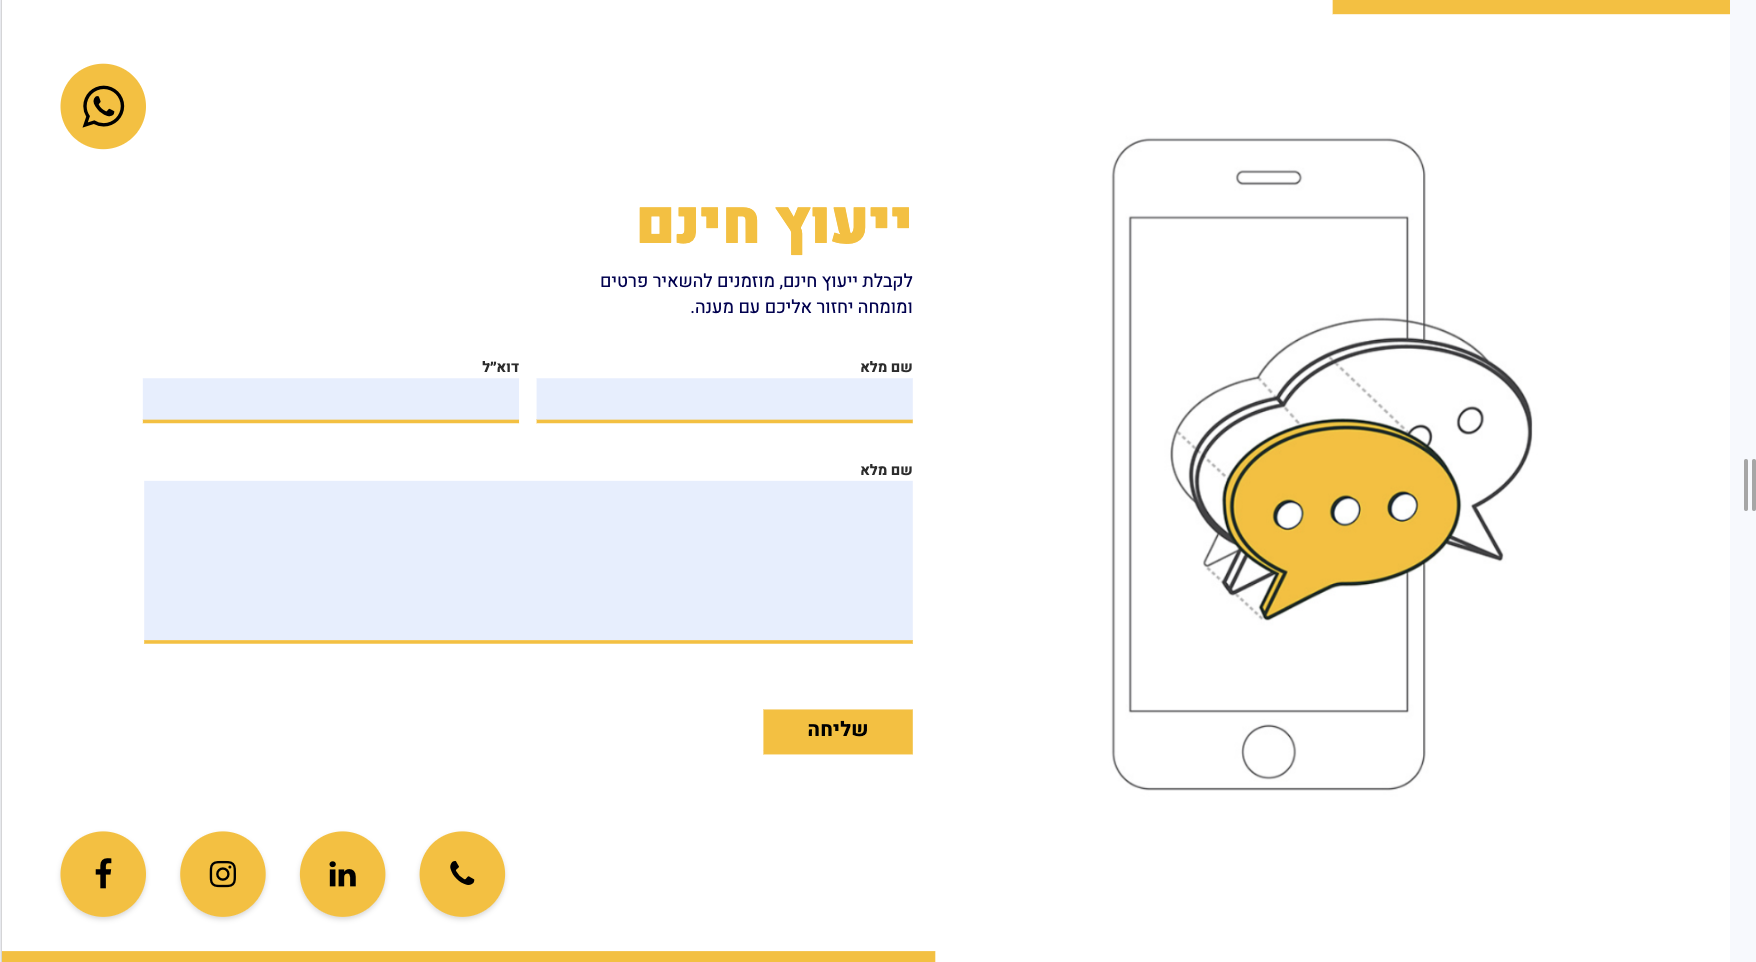 ייעוץ חינם
לקבלת ייעוץ חינם, מוזמנים להשאיר פרטים
ומומחה יחזור אליכם עם מענה.
שם מלא
דוא״ל
שם מלא
שליחה